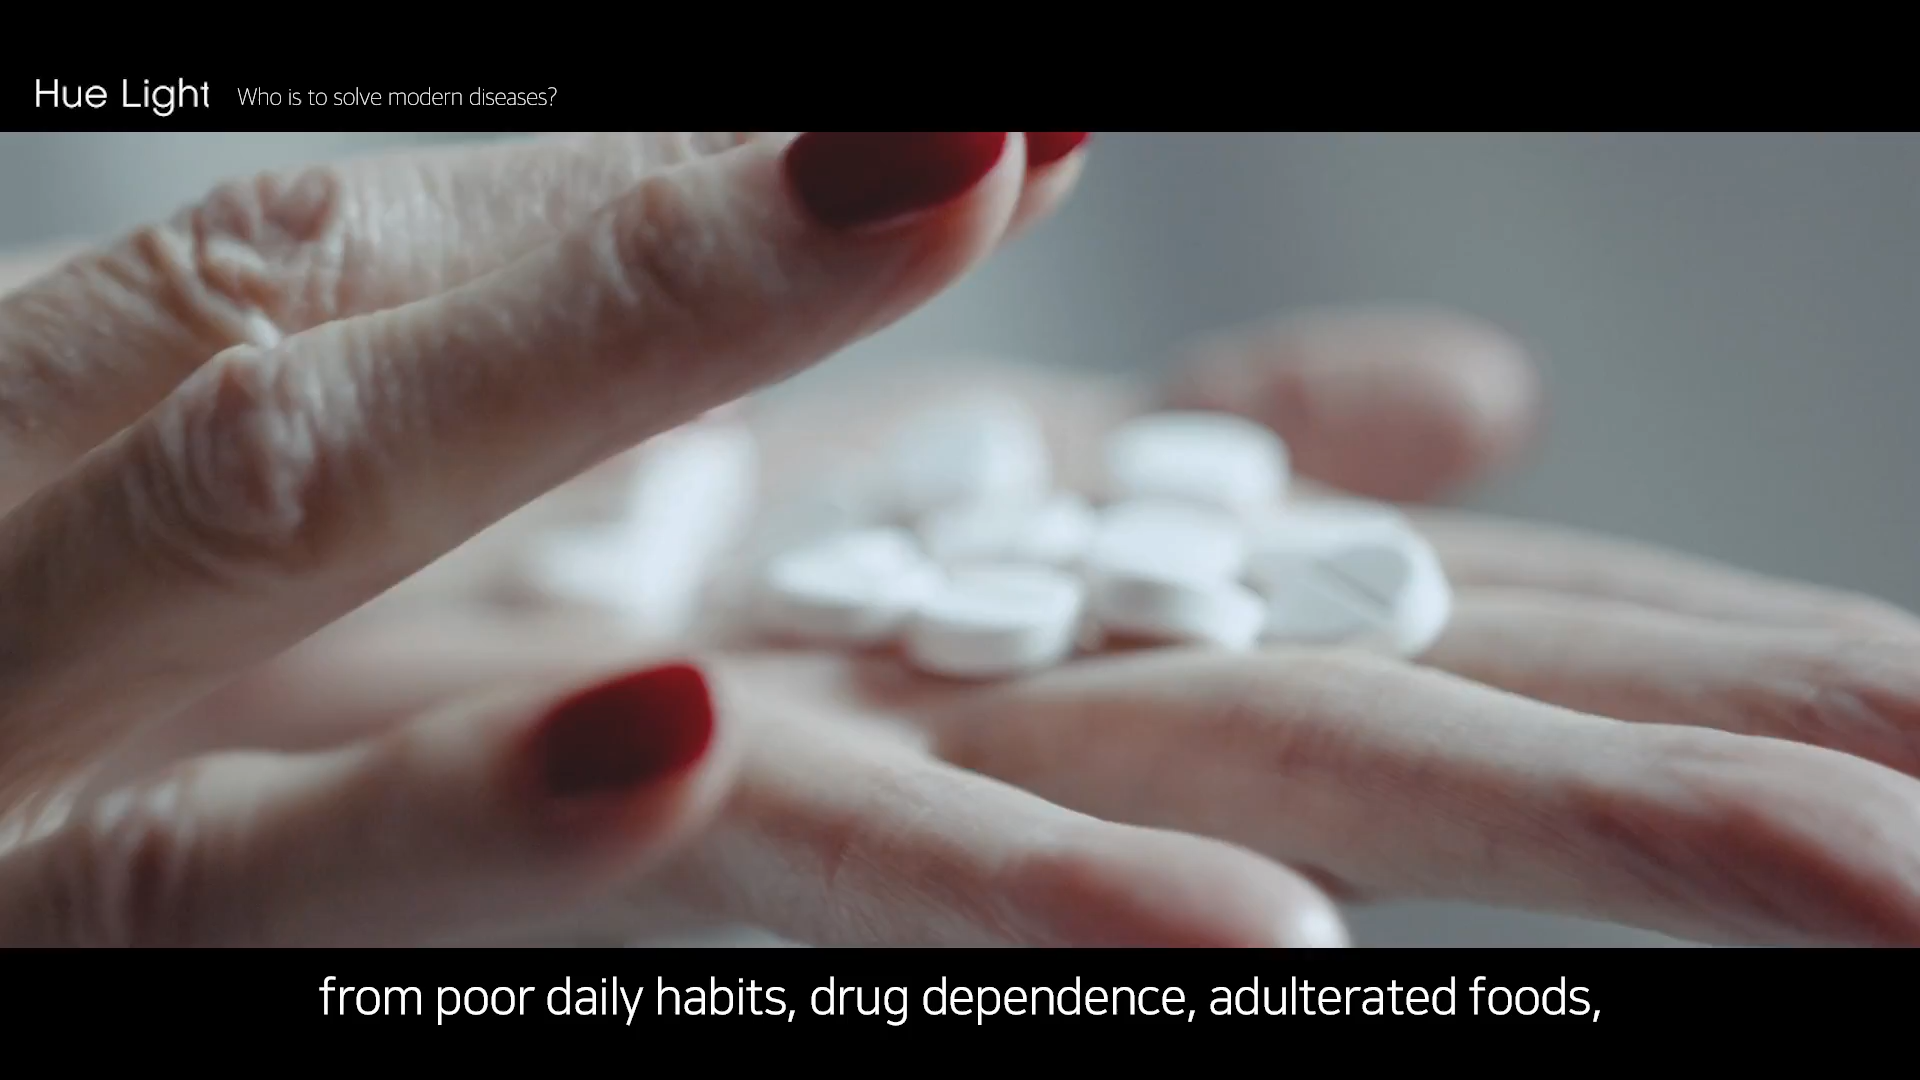 Hue Light Who is to solve modern diseases?
from poor daily habits, drug dependence, adulterated foods,